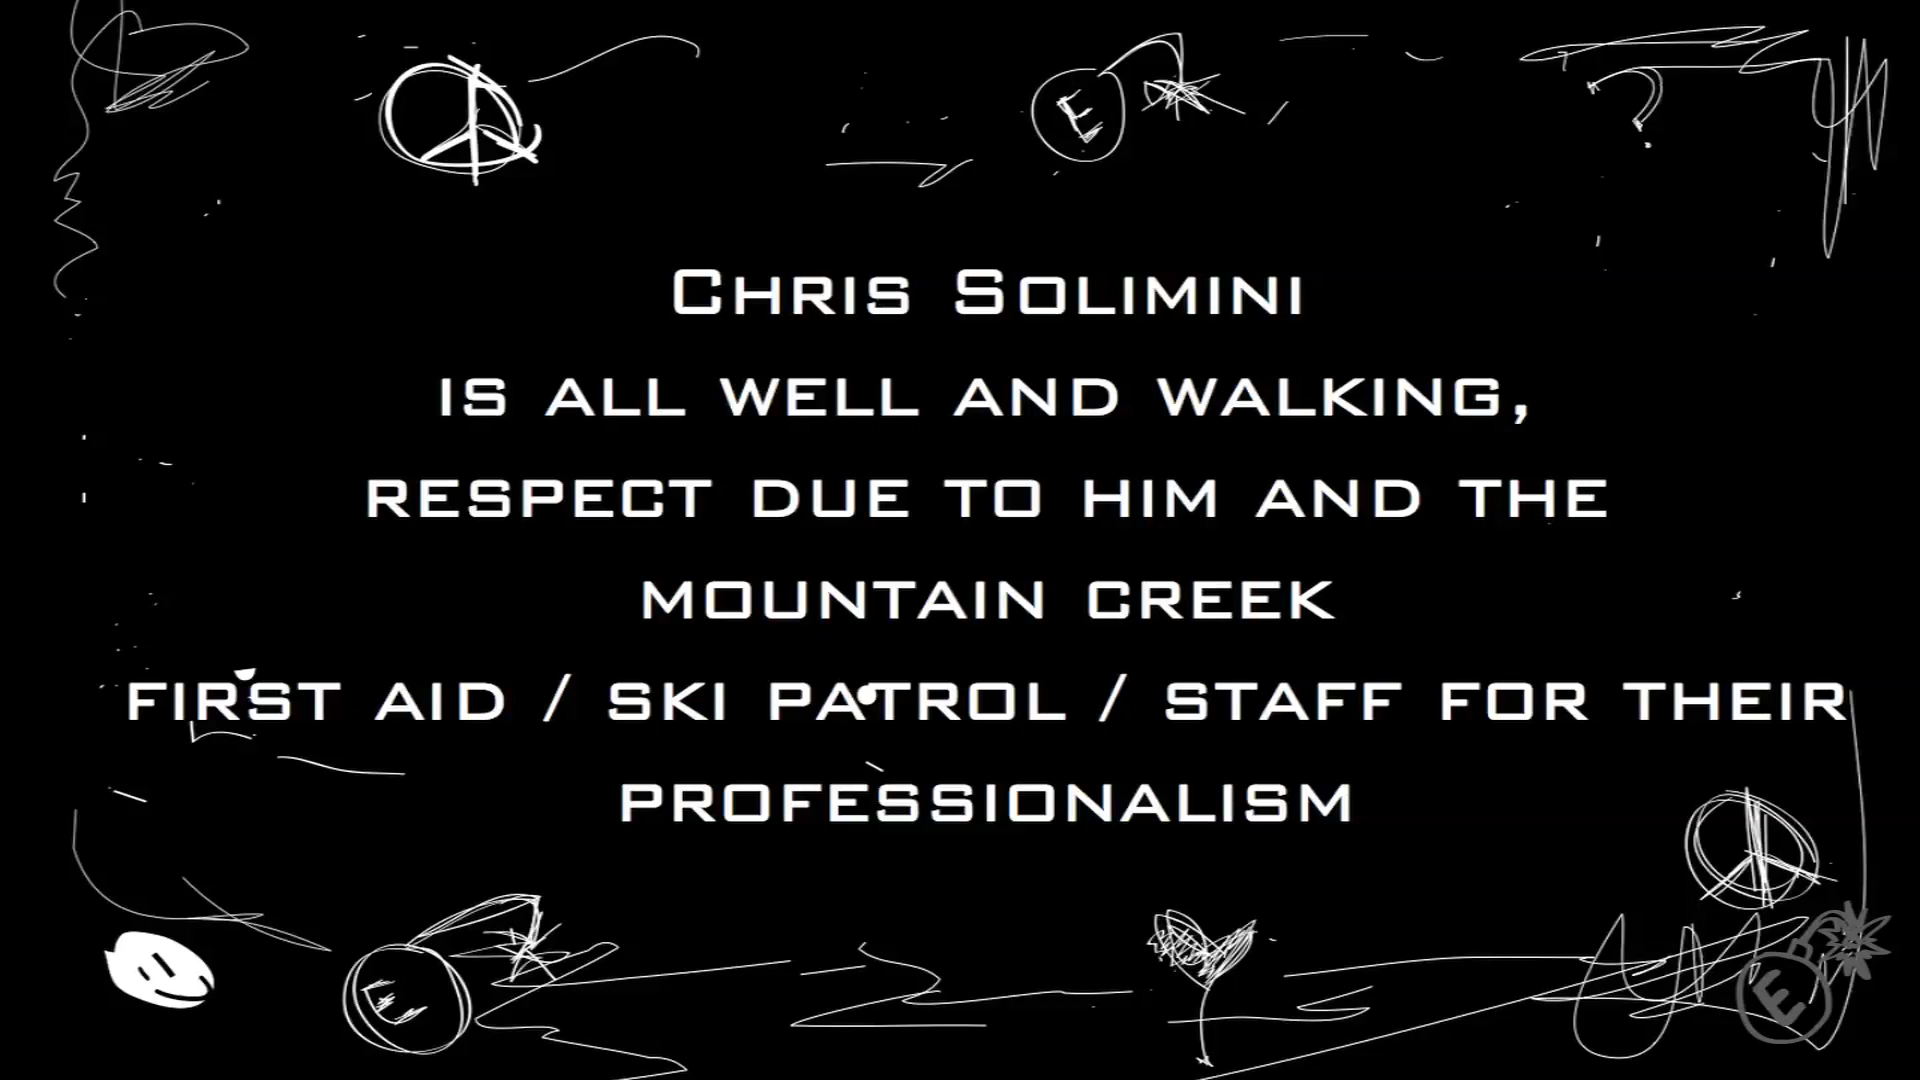 E
?
CHRIS SOLIMINI
IS ALL WELL AND WALKING,
RESPECT DUE TO HIM AND THE
MOUNTAIN CREEK
FIRST AID / SKI PATROL / STAFF FOR THEIR
PROFESSIONALISM
E
E